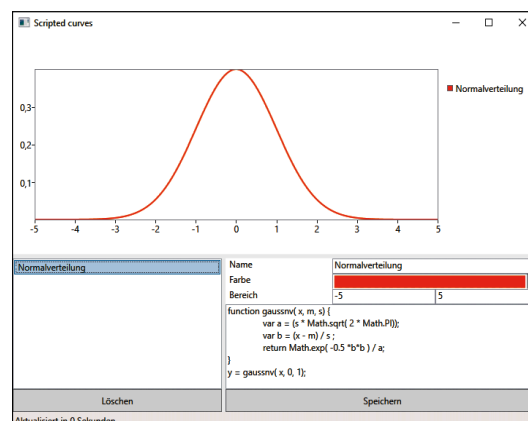 Scripted curves
Normalverteilung
0,3
0,2
0,1
-5 -4 -3 -2 -1 0 1 2 3 4 5
Normalverteilung
Name Normalverteilung
Farbe
Bereich -5 5
function gaussnv( x, m, s) {
var a = (s * Math.sqrt( 2 * Math.PI));
var b = (x - m) / s ;
return Math.exp( -0.5 *b*b ) / a;
}
y = gaussnv( x, 0, 1);
Löschen Speichern
Aktualisiert in 0 Sekunden